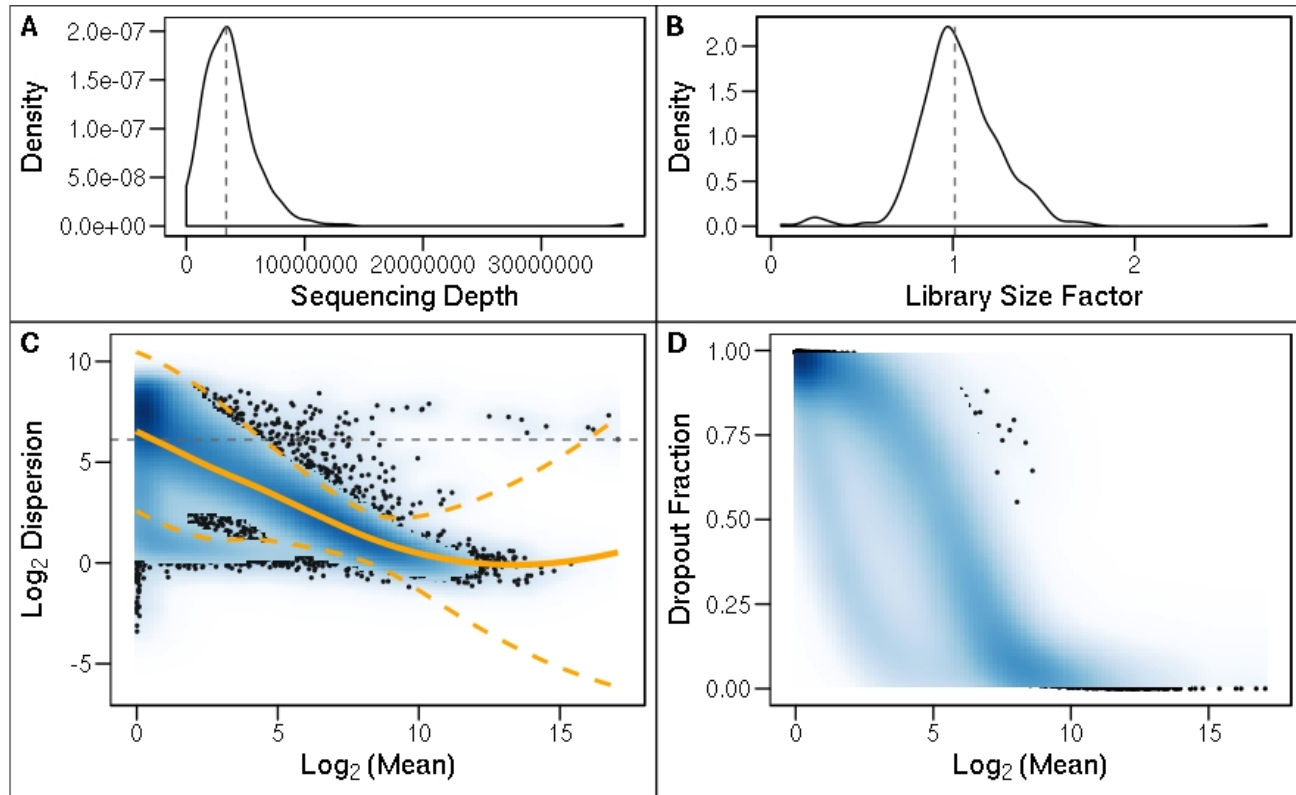 A
Density
2.0e-07
1.5e-07
1.0e-07
5.0e-08
0.0e+00
0 10000000 20000000 30000000
Sequencing Depth
B
Density
2.0
1.5
1.0
0.5
0.0
0 1 2
Library Size Factor
C
Log₂ Dispersion
10
5
0
-5
0 5 10 15
Log₂ (Mean)
D
Dropout Fraction
1.00
0.75
0.50
0.25
0.00
0 5 10 15
Log₂ (Mean)